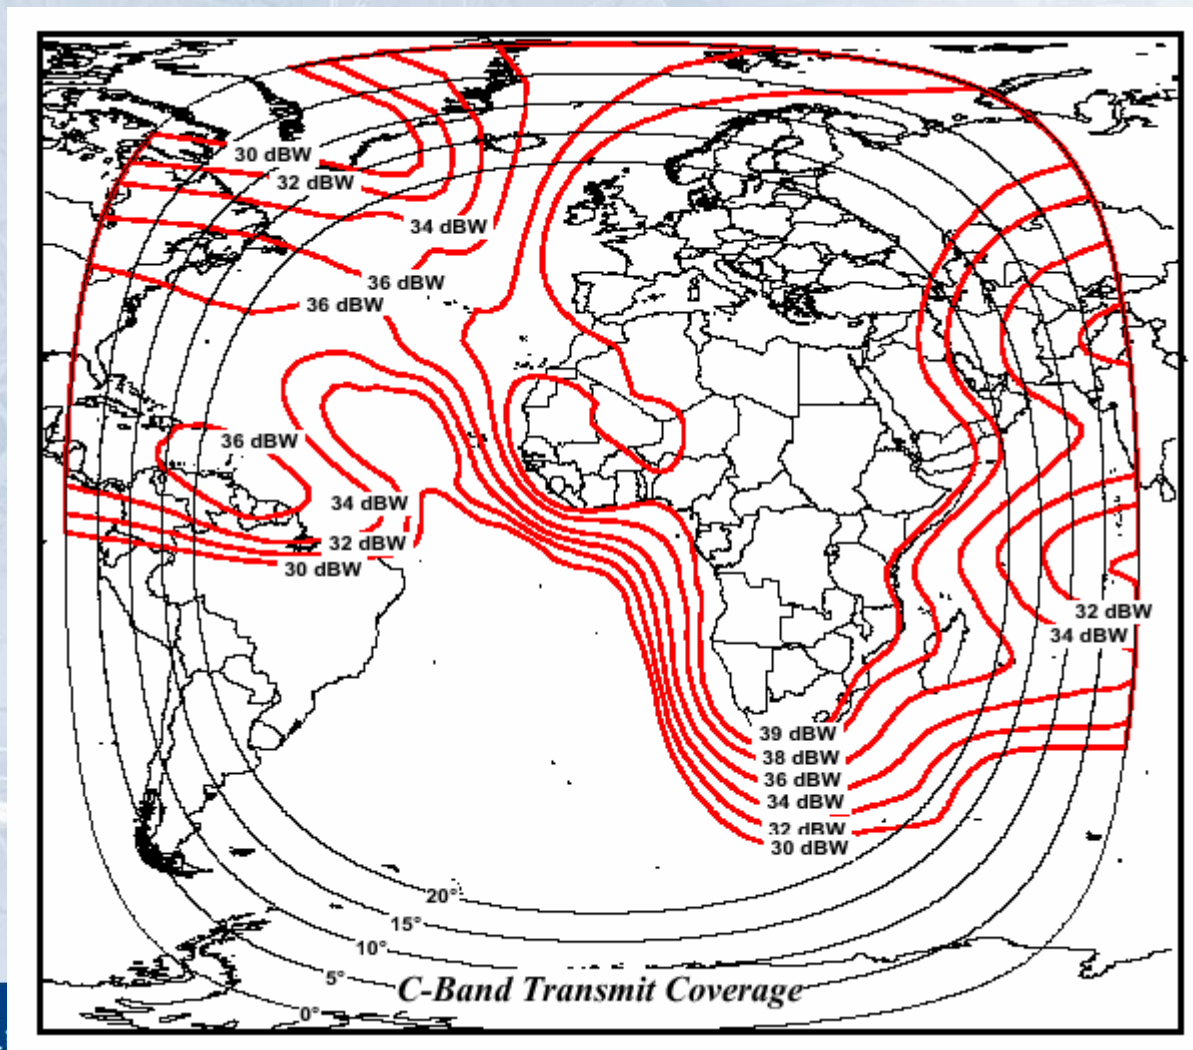 30 dBW
32 dBW
34 dBW
36 dBW
36 dBW
36 dBW
34 dBW
32 dBW
30 dBW
32 dBW
34 dBW
39 dBW
38 dBW
36 dBW
34 dBW
32 dBW
30 dBW
20°
15°
10°
5°
0°
C-Band Transmit Coverage